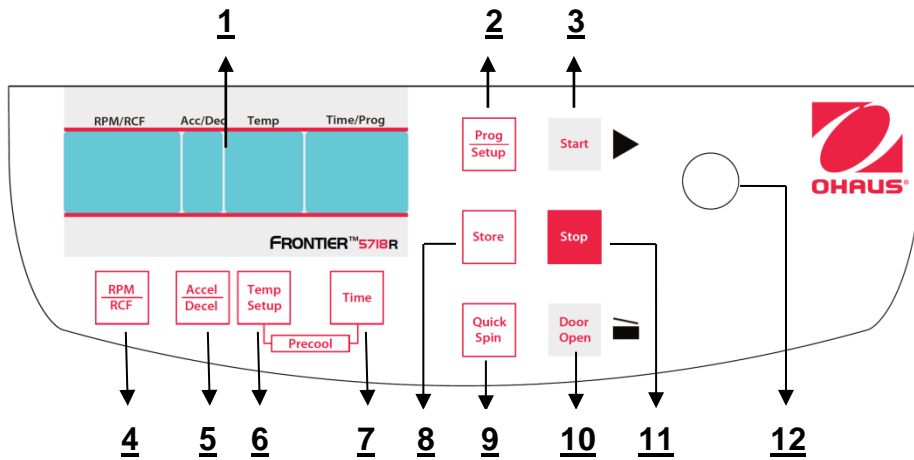 1 2 3
RPM/RCF Acc/Dec Temp Time/Prog
Prog
Setup
Start
OHAUS®
FRONTIER™5718R
Store
Stop
RPM
RCF
Accel
Decel
Temp
Setup
Time
Precool
Quick
Spin
Door
Open
4 5 6 7 8 9 10 11 12